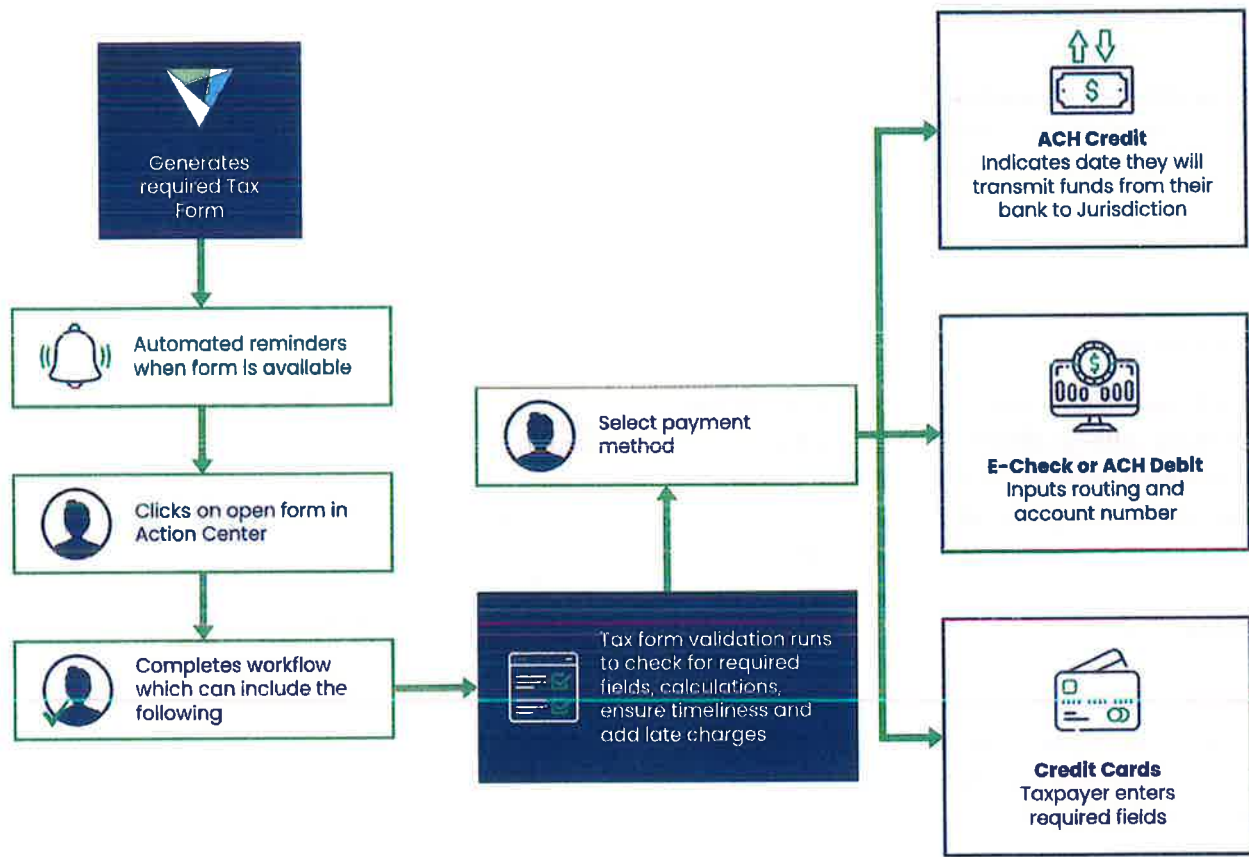 Generates
required Tax
Form
Automated reminders
when form is available
Clicks on open form in
Action Center
Completes workflow
which can include the
following
Tax form validation runs
to check for required
fields, calculations,
ensure timeliness and
add late charges
Select payment
method
$
ACH Credit
Indicates date they will
transmit funds from their
bank to Jurisdiction
$
E-Check or ACH Debit
Inputs routing and
account number
Credit Cards
Taxpayer enters
required fields